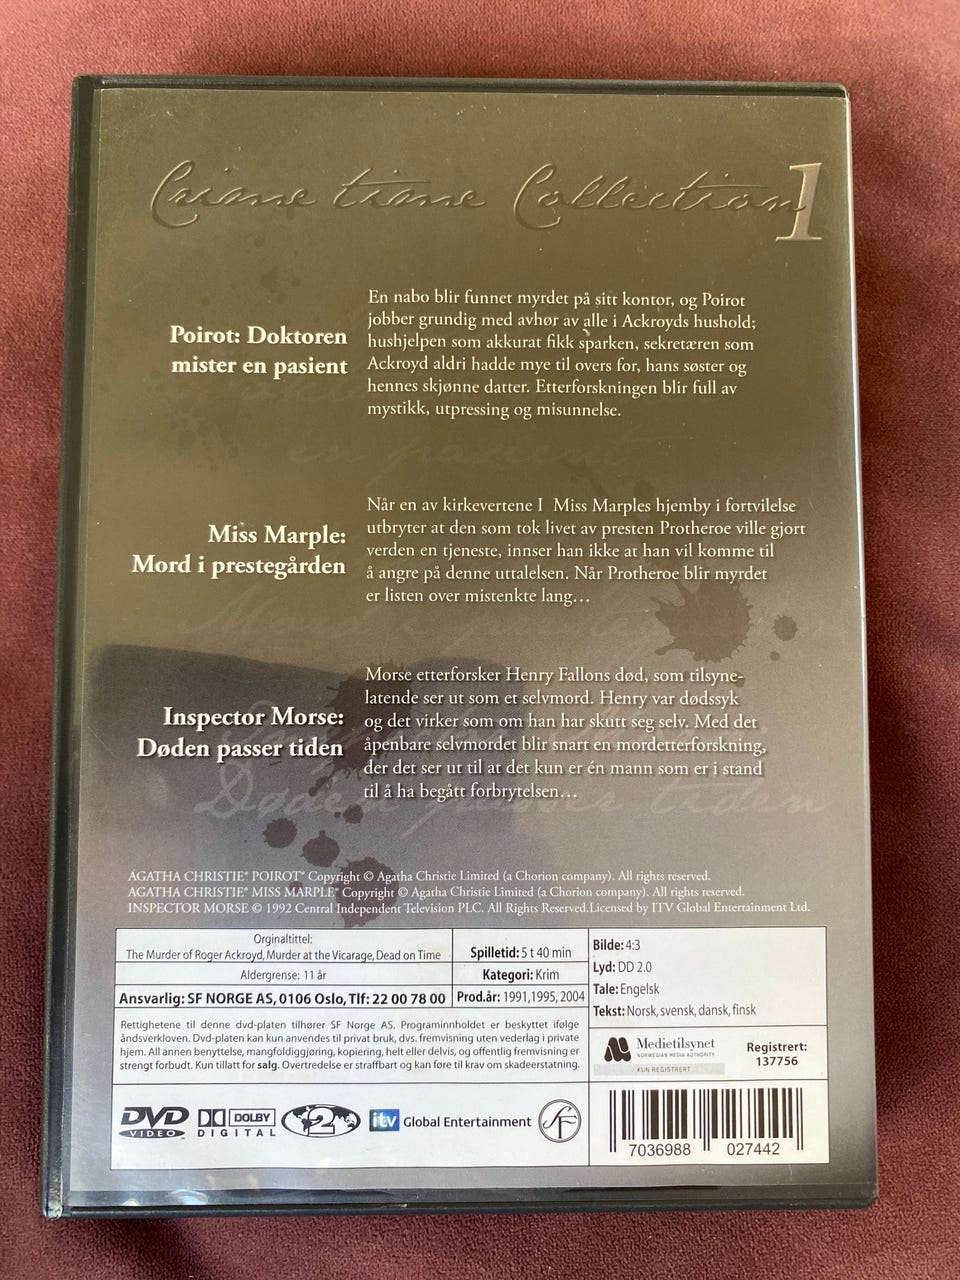 Crime time Collection 1
Poirot: Doktoren
mister en pasient
En nabo blir funnet myrdet på sitt kontor, og Poirot
jobber grundig med avhør av alle i Ackroyds hushold;
hushjelpen som akkurat fikk sparken, sekretæren som
Ackroyd aldri hadde mye til overs for, hans søster og
hennes skjønne datter. Etterforskningen blir full av
mystikk, utpressing og misunnelse.
en pasient
Miss Marple:
Mord i prestegården
Når en av kirkevertene I Miss Marples hjemby i fortvilelse
utbryter at den som tok livet av presten Protheroe ville gjort
verden en tjeneste, innser han ikke at han vil komme til
å angre på denne uttalelsen. Når Protheroe blir myrdet
er listen over mistenkte lang…
Inspector Morse:
Døden passer tiden
Morse etterforsker Henry Fallons død, som tilsyne-
latende ser ut som et selvmord. Henry var dødssyk
og det virker som om han har skutt seg selv. Med det
åpenbare selvmordet blir snart en mordetterforskning,
der det ser ut til at det kun er én mann som er i stand
til å ha begått forbrytelsen…
Døden passer tiden
AGATHA CHRISTIE® POIROT® Copyright © Agatha Christie Limited (a Chorion company). All rights reserved.
AGATHA CHRISTIE® MISS MARPLE® Copyright © Agatha Christie Limited (a Chorion company). All rights reserved.
INSPECTOR MORSE © 1992 Central Independent Television PLC. All Rights Reserved.Licensed by ITV Global Entertainment Ltd.
Orginaltittel:
The Murder of Roger Ackroyd, Murder at the Vicarage, Dead on Time
Aldergrense: 11 år
Ansvarlig: SF NORGE AS, 0106 Oslo, Tlf: 22 00 78 00
Spilletid: 5 t 40 min
Kategori: Krim
Prod.år: 1991,1995, 2004
Bilde: 4:3
Lyd: DD 2.0
Tale: Engelsk
Tekst: Norsk, svensk, dansk, finsk
Rettighetene til denne dvd-platen tilhører SF Norge AS. Programinnholdet er beskyttet ifølge
åndsverkloven. Dvd-platen kan kun anvendes til privat bruk, dvs. fremvisning uten vederlag i private
hjem. All annen benyttelse, mangfoldiggjøring, kopiering, helt eller delvis, og offentlig fremvisning er
strengt forbudt. Kun tillatt for salg. Overtredelse er straffbart og kan føre til krav om skadeerstatning.
Medietilsynet
NORWEGIAN MEDIA AUTHORITY
KUN REGISTRERT
Registrert:
137756
DVD VIDEO
DOLBY DIGITAL
2
itv Global Entertainment
SF
7036988 027442